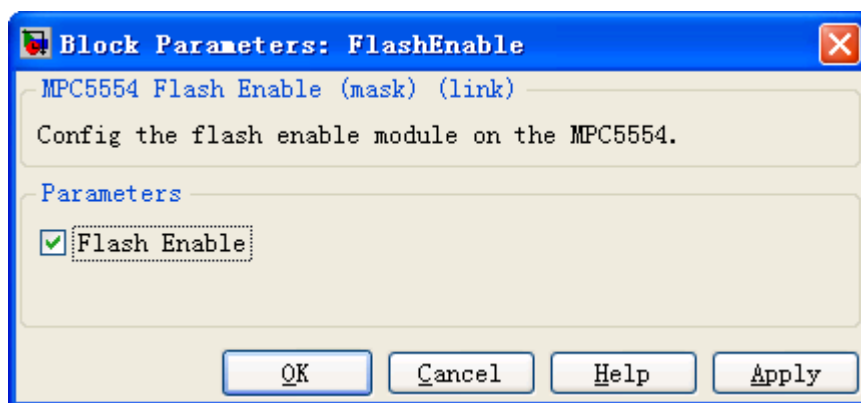 Block Parameters: FlashEnable
MPC5554 Flash Enable (mask) (link)
Config the flash enable module on the MPC5554.
Parameters
Flash Enable
OK Cancel Help Apply